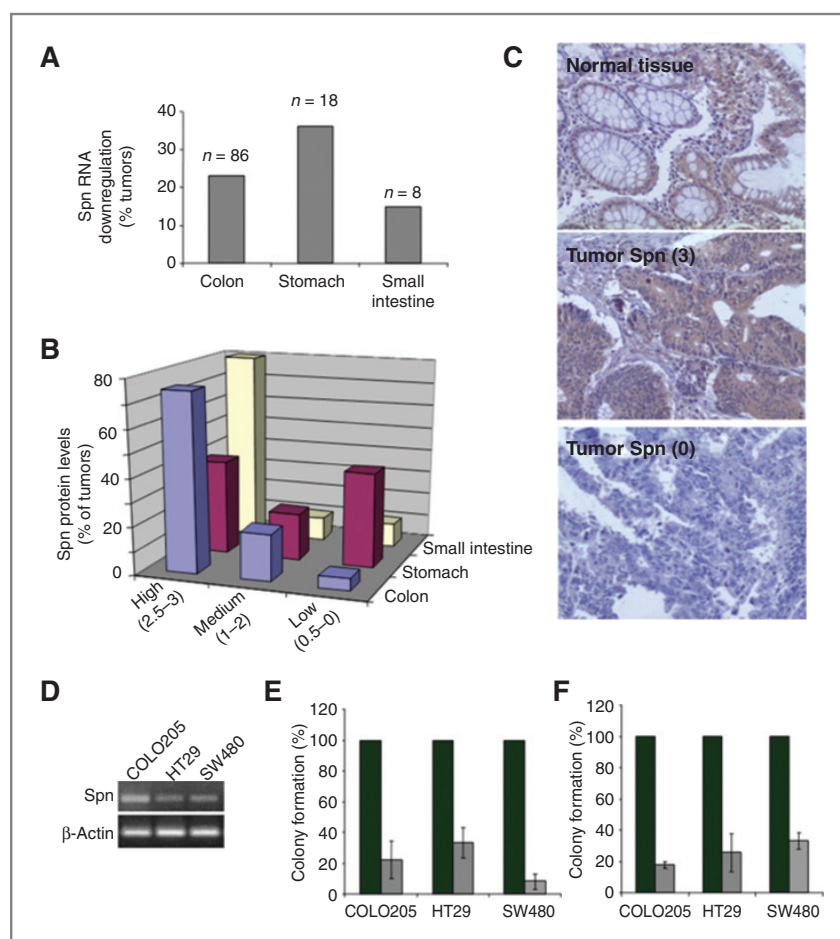 A
Spn RNA
downregulation
(% tumors)
40
30
20
10
0
n = 86
n = 18
n = 8
Colon
Stomach
Small
intestine
B
Spn protein levels
(% of tumors)
80
60
40
20
0
High
(2.5–3)
Medium
(1–2)
Low
(0.5–0)
Small intestine
Stomach
Colon
C
Normal tissue
Tumor Spn (3)
Tumor Spn (0)
D
COLO205
HT29
SW480
Spn
β-Actin
E
Colony formation (%)
120
100
80
60
40
20
0
COLO205
HT29
SW480
F
Colony formation (%)
120
100
80
60
40
20
0
COLO205
HT29
SW480